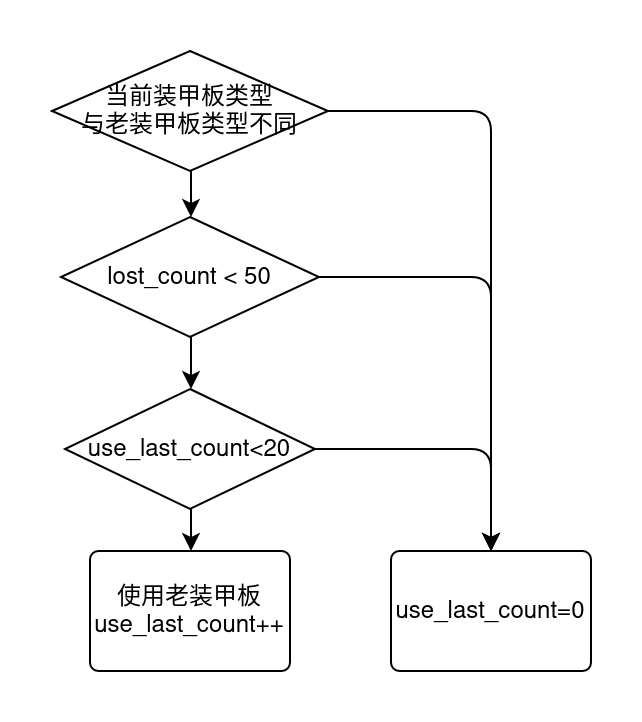 当前装甲板类型
与老装甲板类型不同
lost_count < 50
use_last_count<20
使用老装甲板
use_last_count++
use_last_count=0